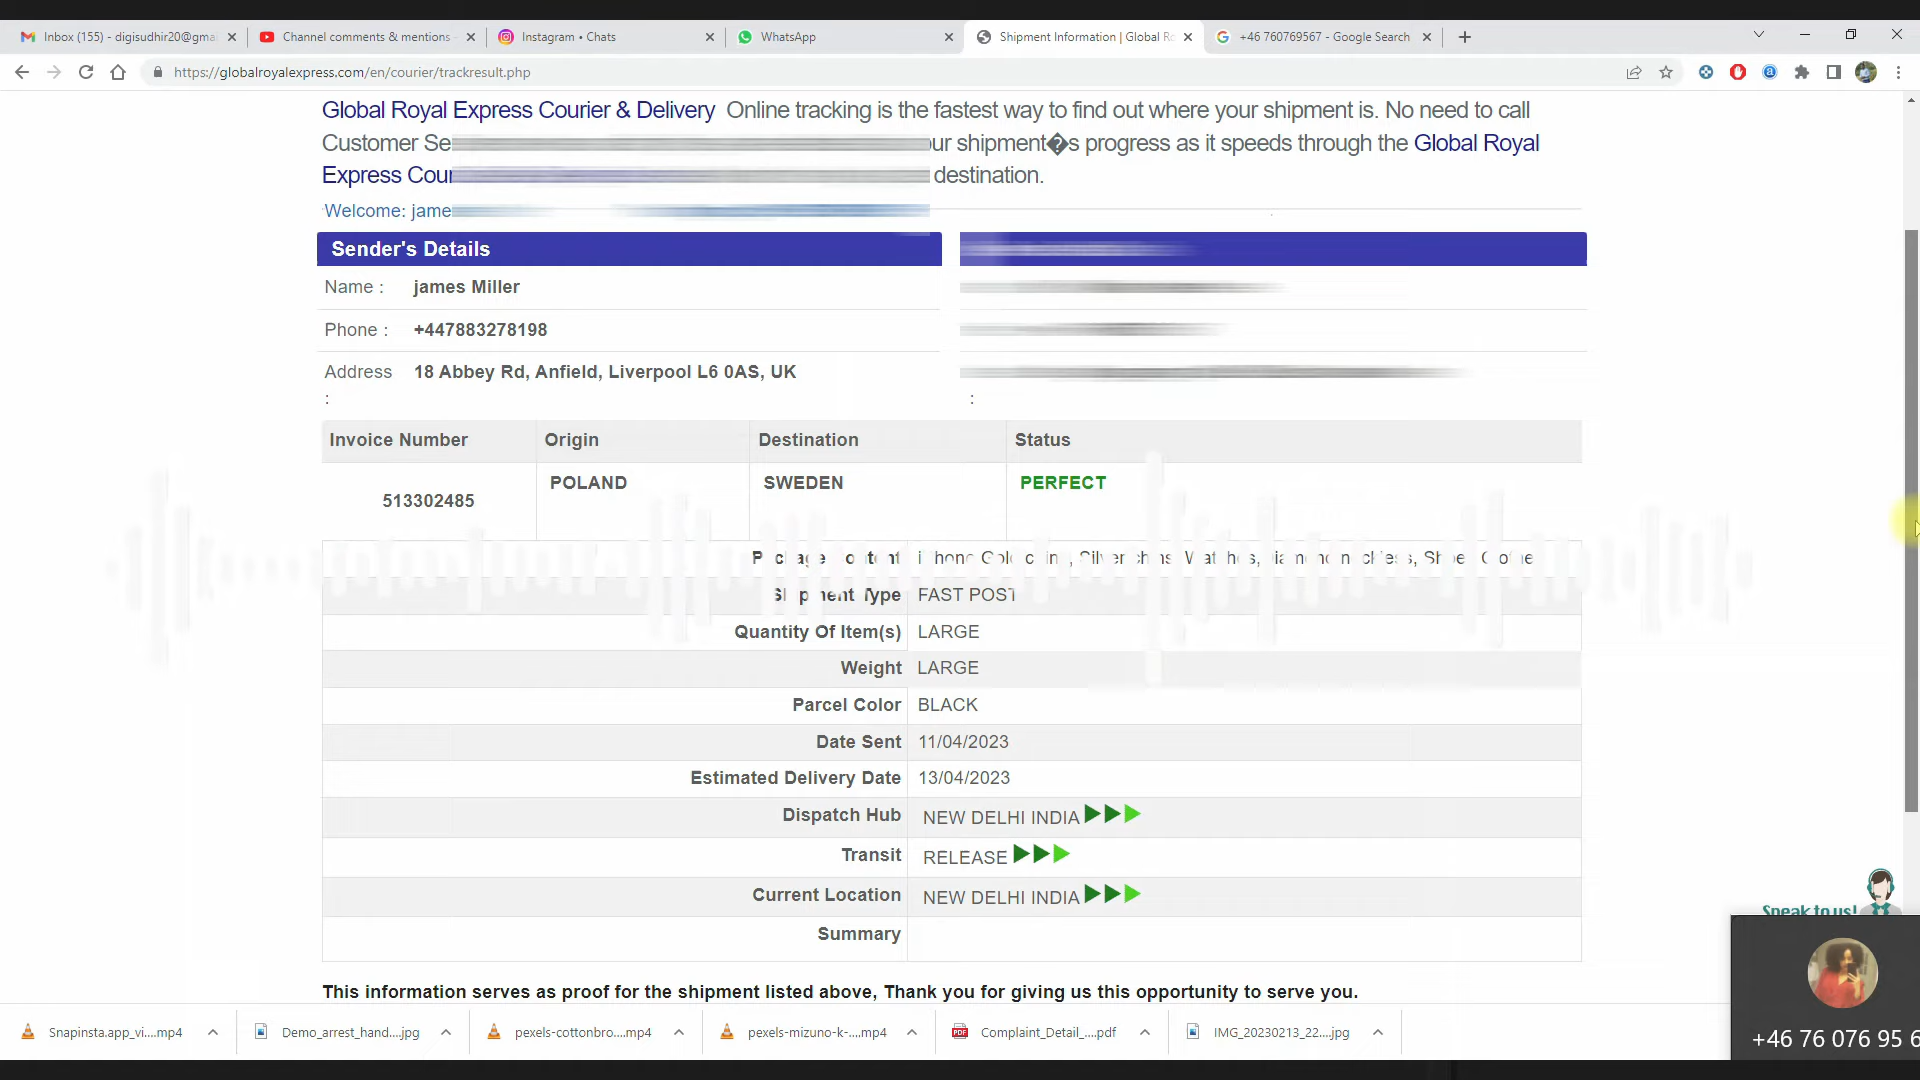 Inbox (155) - digisudhir20@gma
Channel comments & mentions -
Instagram • Chats
WhatsApp
Shipment Information | Global Ro
+46 760769567 - Google Search
https://globalroyalexpress.com/en/courier/trackresult.php
Global Royal Express Courier & Delivery Online tracking is the fastest way to find out where your shipment is. No need to call
Customer Se ur shipment�s progress as it speeds through the Global Royal
Express Cour destination.
Welcome: jame
Sender's Details
Name : james Miller
Phone : +447883278198
Address 18 Abbey Rd, Anfield, Liverpool L6 0AS, UK
: :
Invoice Number Origin Destination Status
513302485 POLAND SWEDEN PERFECT
Package Content Watches, Shoe
Shipment Type FAST POST
Quantity Of Item(s) LARGE
Weight LARGE
Parcel Color BLACK
Date Sent 11/04/2023
Estimated Delivery Date 13/04/2023
Dispatch Hub NEW DELHI INDIA
Transit RELEASE
Current Location NEW DELHI INDIA
Summary
Speak to us!
This information serves as proof for the shipment listed above, Thank you for giving us this opportunity to serve you.
Snapinsta.app_vi....mp4
Demo_arrest_hand....jpg
pexels-cottonbro....mp4
pexels-mizuno-k-....mp4
Complaint_Detail_....pdf
IMG_20230213_22....jpg
+46 76 076 95 6